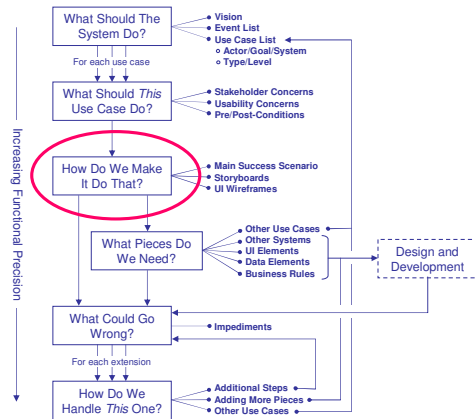 What Should The
System Do?
Vision
Event List
Use Case List
Actor/Goal/System
Type/Level
For each use case
What Should This
Use Case Do?
Stakeholder Concerns
Usability Concerns
Pre/Post-Conditions
Increasing Functional Precision
How Do We Make
It Do That?
Main Success Scenario
Storyboards
UI Wireframes
What Pieces Do
We Need?
Other Use Cases
Other Systems
UI Elements
Data Elements
Business Rules
Design and
Development
What Could Go
Wrong?
Impediments
For each extension
How Do We
Handle This One?
Additional Steps
Adding More Pieces
Other Use Cases